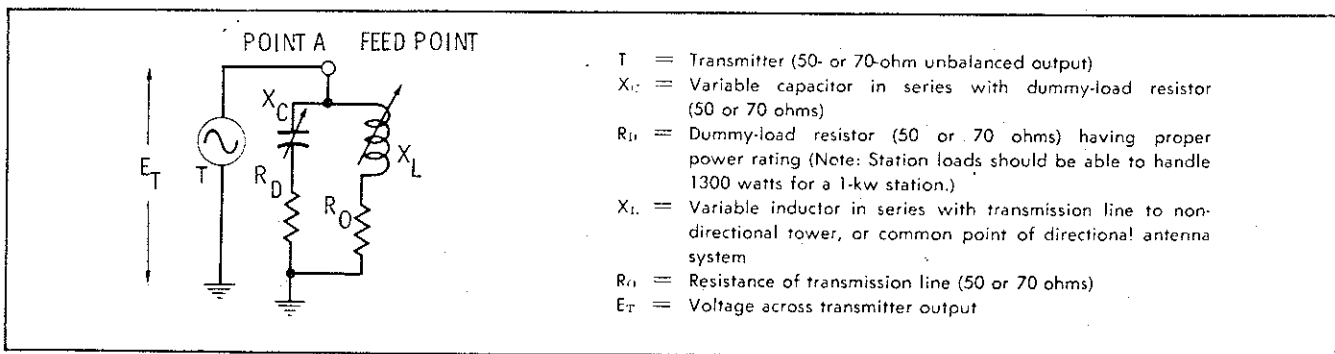 POINT A FEED POINT
X_C
X_L
E_T
T
R_D
R_O
T = Transmitter (50- or 70-ohm unbalanced output)
X_C = Variable capacitor in series with dummy-load resistor
(50 or 70 ohms)
R_D = Dummy-load resistor (50 or 70 ohms) having proper
power rating (Note: Station loads should be able to handle
1300 watts for a 1-kw station.)
X_L = Variable inductor in series with transmission line to non-
directional tower, or common point of directional antenna
system
R_O = Resistance of transmission line (50 or 70 ohms)
E_T = Voltage across transmitter output